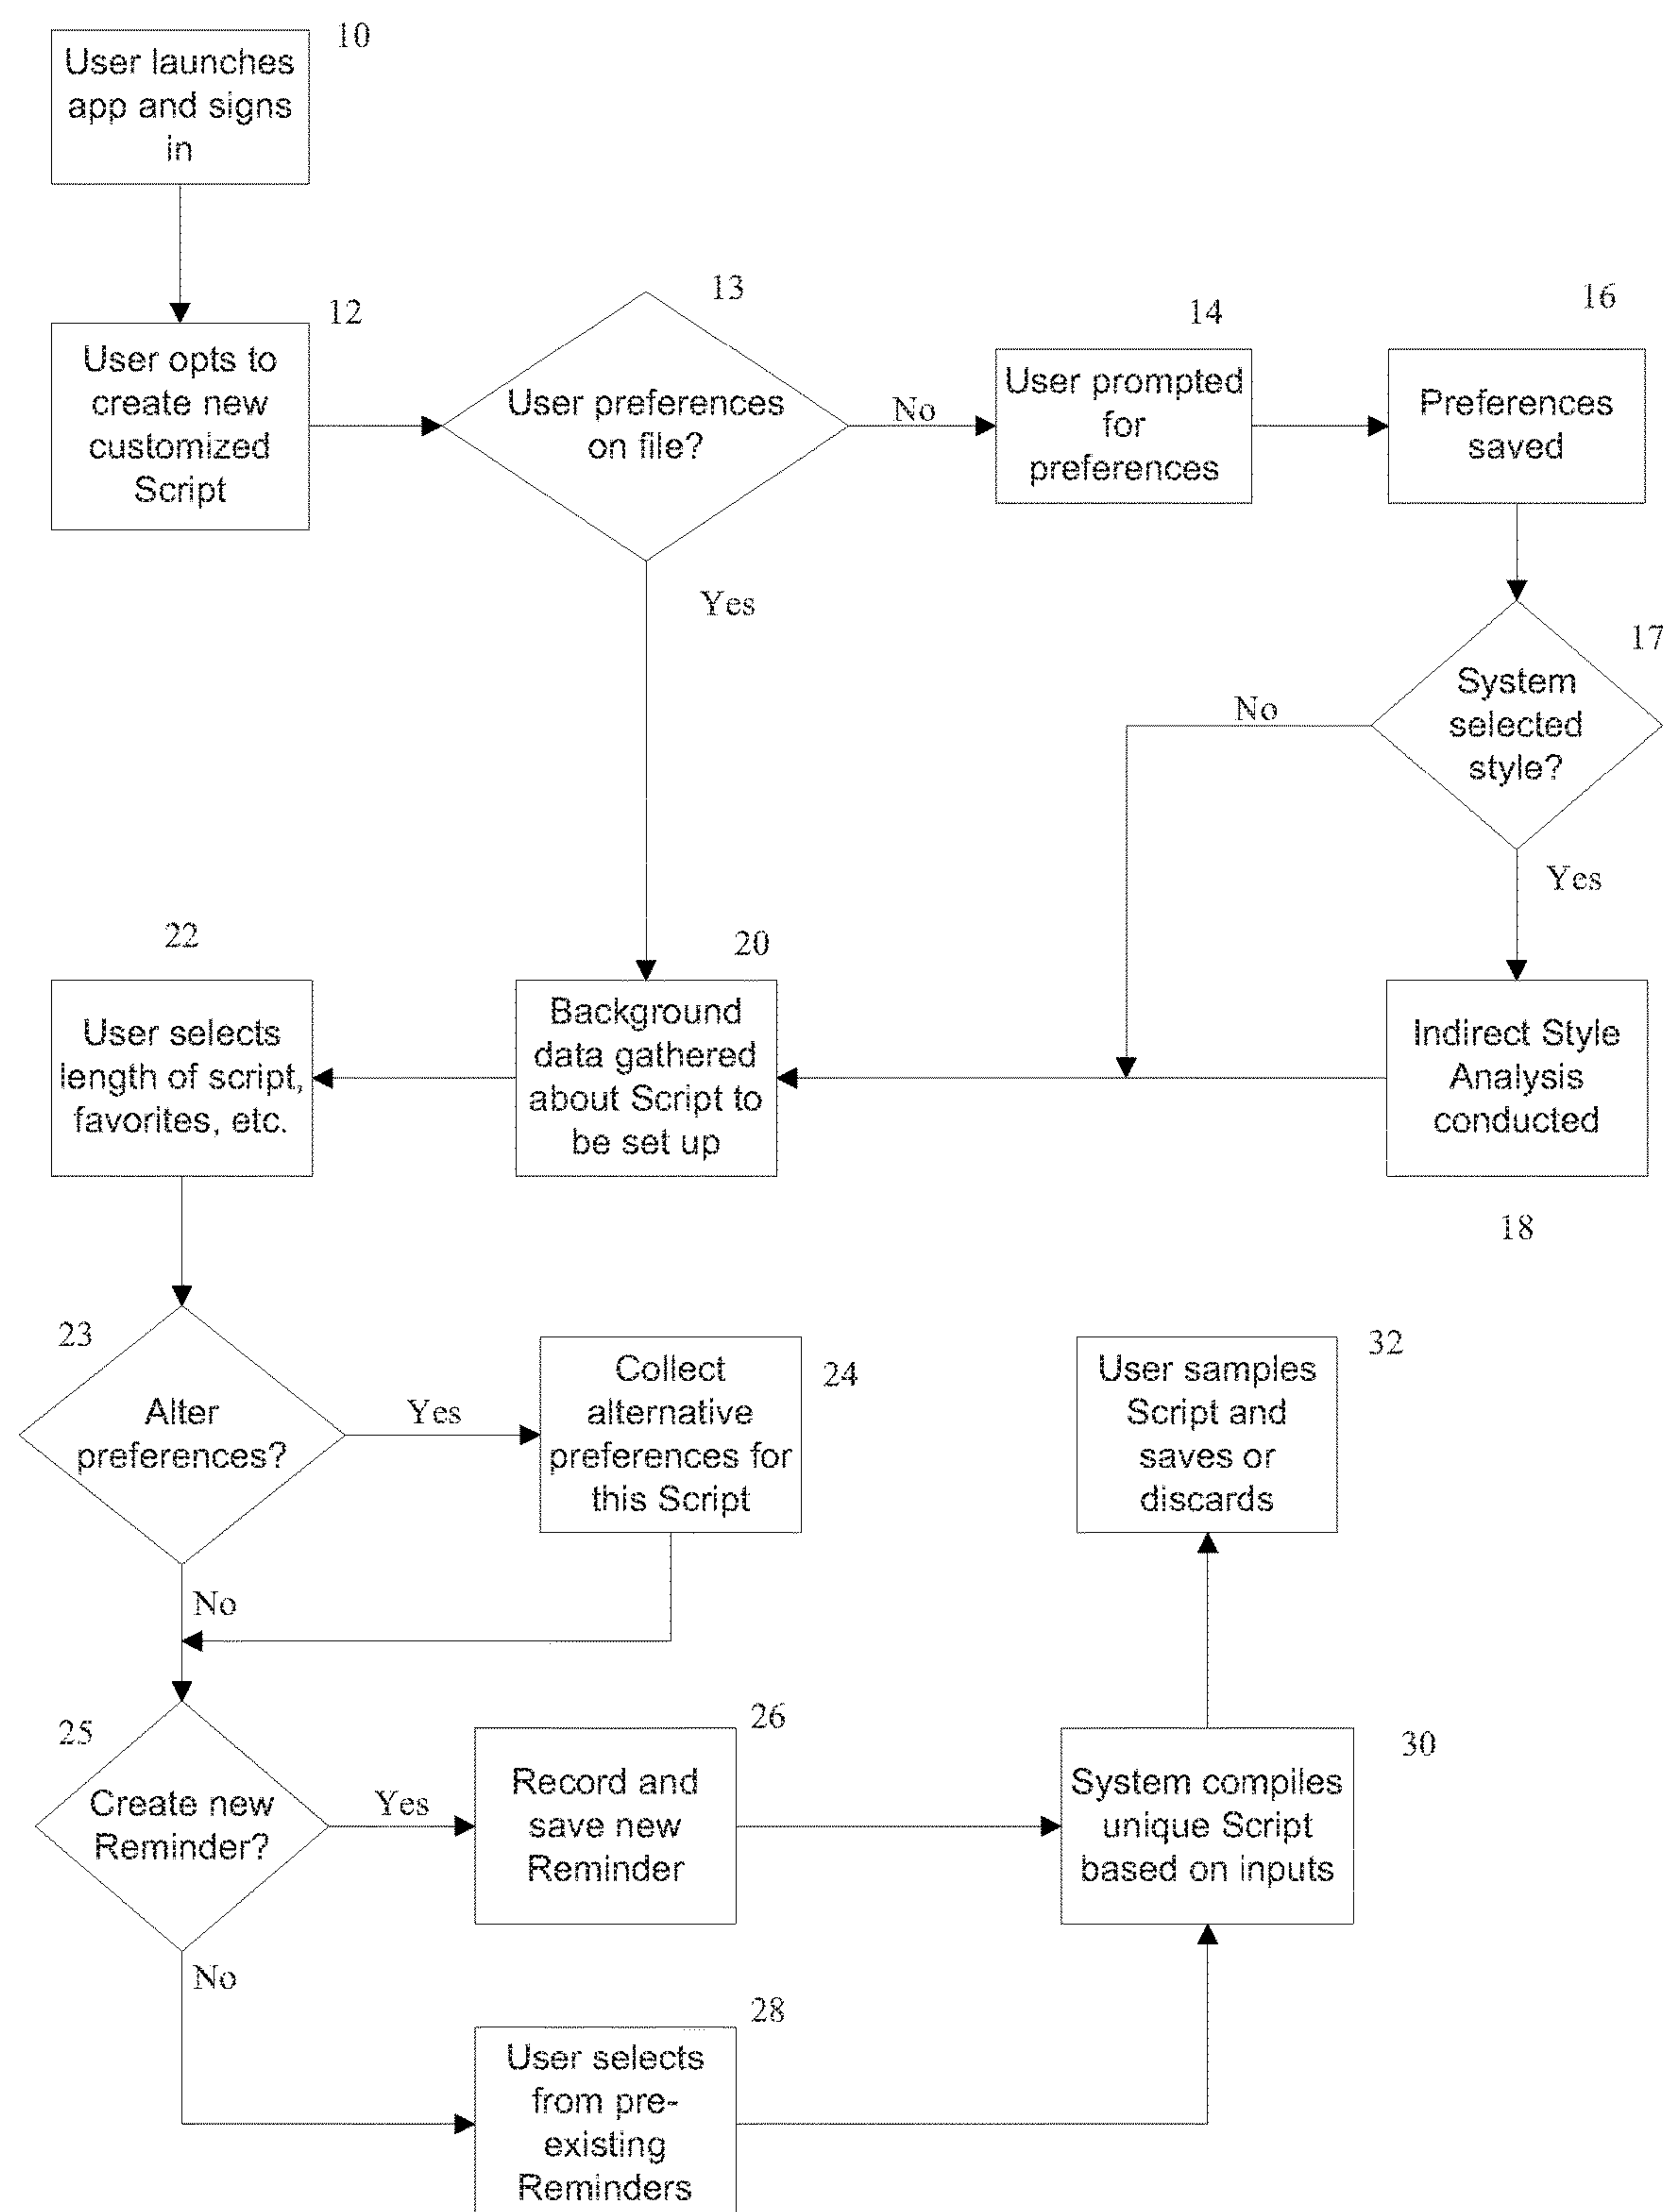 10
User launches
app and signs
in
12
User opts to
create new
customized
Script
13
User preferences
on file?
No
Yes
14
User prompted
for
preferences
16
Preferences
saved
17
System
selected
style?
No
Yes
18
Indirect Style
Analysis
conducted
20
Background
data gathered
about Script to
be set up
22
User selects
length of script,
favorites, etc.
23
Alter
preferences?
Yes
No
24
Collect
alternative
preferences for
this Script
25
Create new
Reminder?
Yes
No
26
Record and
save new
Reminder
28
User selects
from pre-
existing
Reminders
30
System compiles
unique Script
based on inputs
32
User samples
Script and
saves or
discards